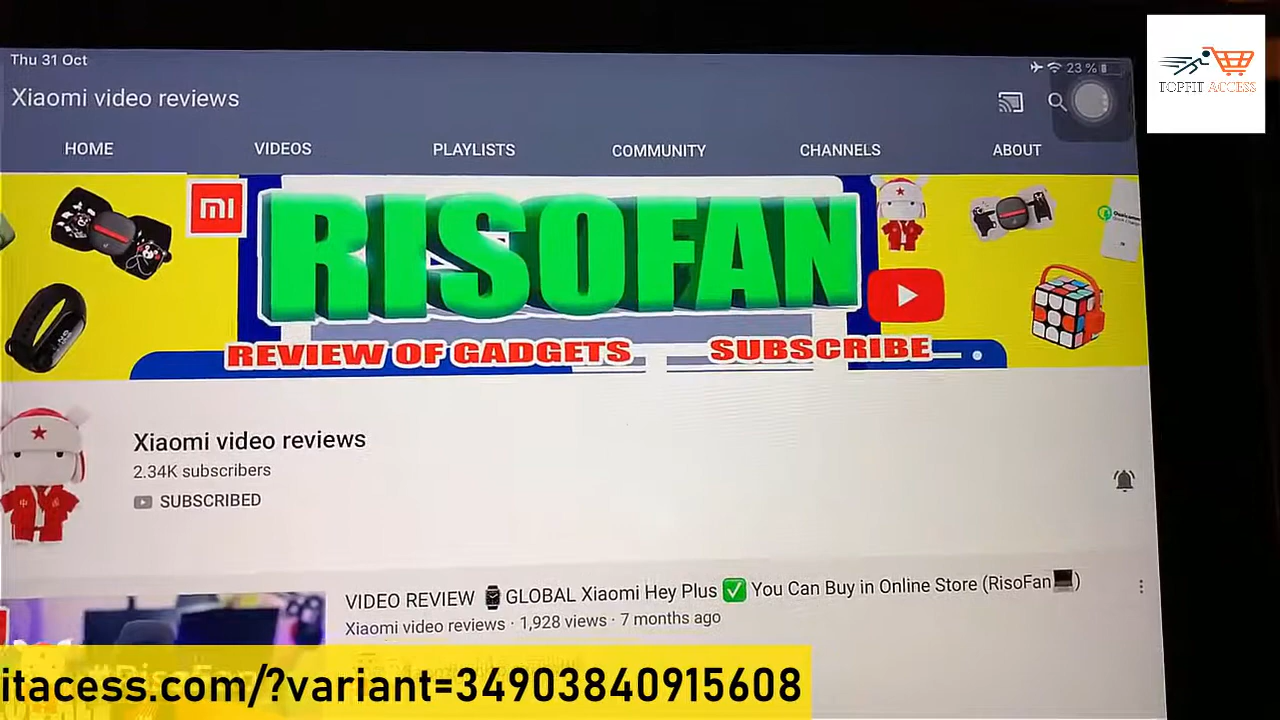 Thu 31 Oct
23 %
Xiaomi video reviews
TOPFIT ACCESS
HOME VIDEOS PLAYLISTS COMMUNITY CHANNELS ABOUT
MI
RISOFAN
REVIEW OF GADGETS SUBSCRIBE
Xiaomi video reviews
2.34K subscribers
SUBSCRIBED
VIDEO REVIEW ⌚GLOBAL Xiaomi Hey Plus ✅ You Can Buy in Online Store (RisoFan💻)
Xiaomi video reviews · 1,928 views · 7 months ago
itacess.com/?variant=34903840915608